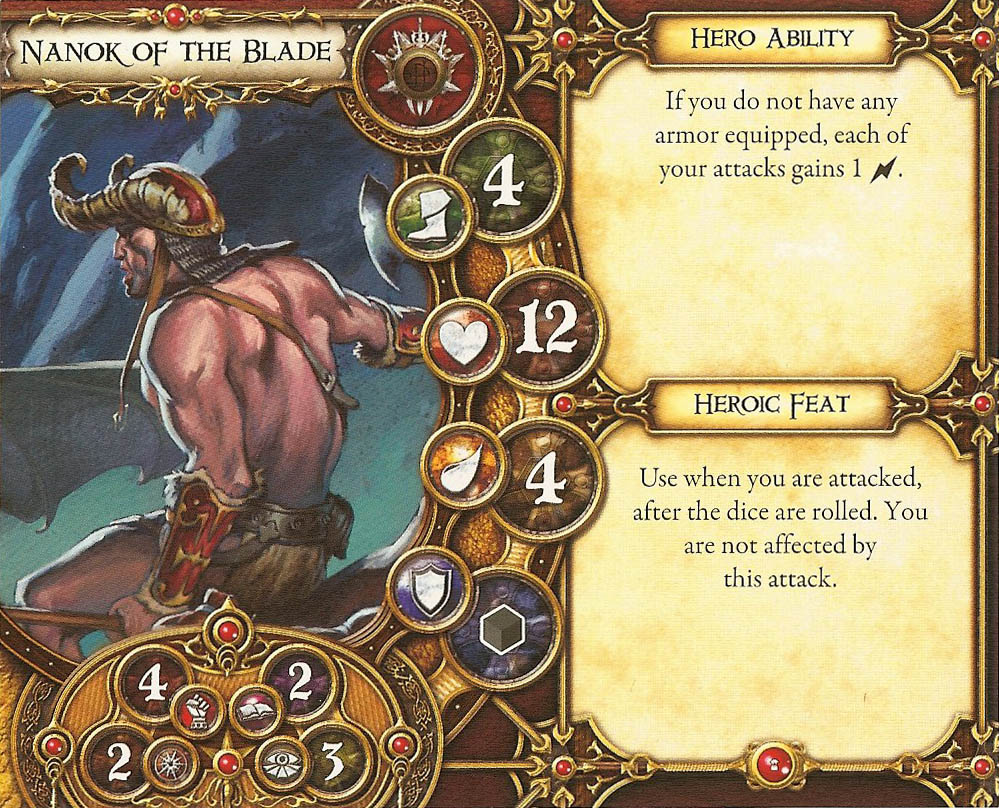 Nanok of the Blade
4
12
4
4
2
2
3
Hero Ability
If you do not have any
armor equipped, each of
your attacks gains 1
Heroic Feat
Use when you are attacked,
after the dice are rolled. You
are not affected by
this attack.